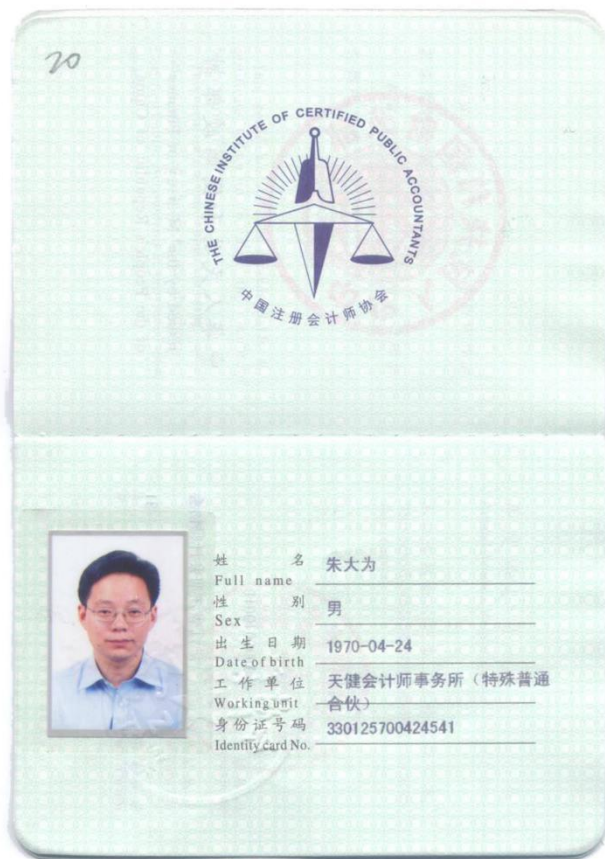 20
THE CHINESE INSTITUTE OF CERTIFIED PUBLIC ACCOUNTANTS
中国注册会计师协会
姓 名 朱大为
Full name
性 别 男
Sex
出生日期 1970-04-24
Date of birth
工作单位 天健会计师事务所（特殊普通
Working unit 合伙）
身份证号码 330125700424541
Identity card No.